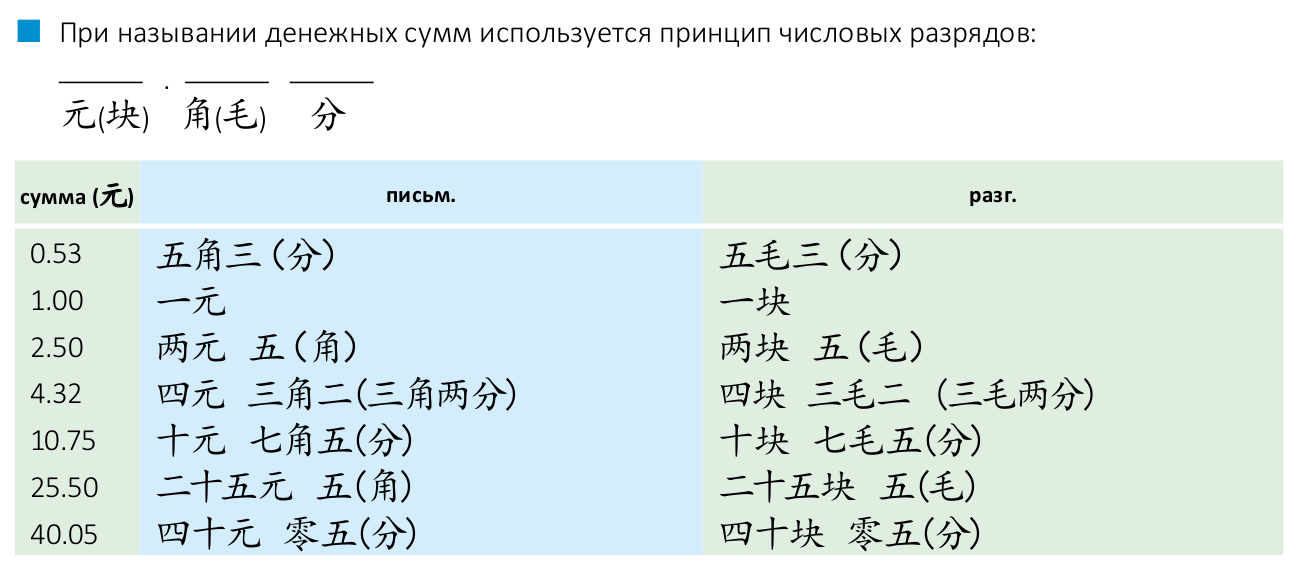 При назывании денежных сумм используется принцип числовых разрядов:
.
元(块) 角(毛) 分
сумма (元) письм. разг.
0.53 五角三(分) 五毛三(分)
1.00 一元 一块
2.50 两元 五(角) 两块 五(毛)
4.32 四元 三角二(三角两分) 四块 三毛二 (三毛两分)
10.75 十元 七角五(分) 十块 七毛五(分)
25.50 二十五元 五(角) 二十五块 五(毛)
40.05 四十元 零五(分) 四十块 零五(分)